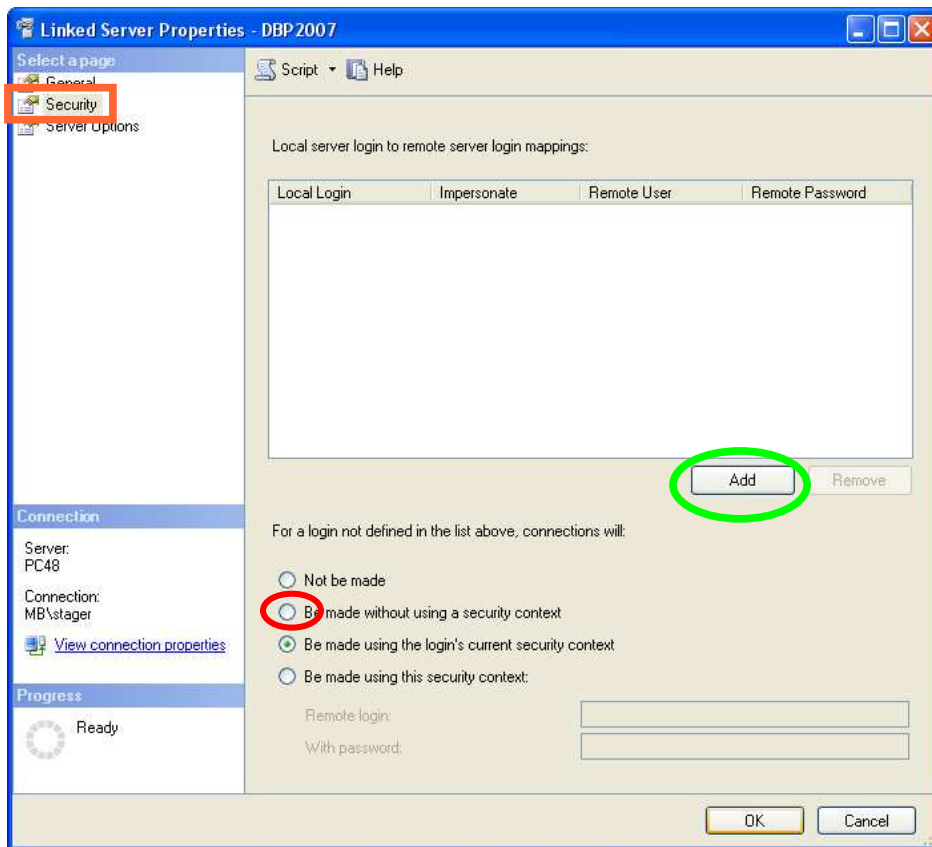 Linked Server Properties - DBP2007
Select a page
General
Security
Server Options
Script Help
Local server login to remote server login mappings:
Local Login Impersonate Remote User Remote Password
Add Remove
Connection
Server:
PC48
Connection:
MB\stager
View connection properties
Progress
Ready
For a login not defined in the list above, connections will:
Not be made
Be made without using a security context
Be made using the login's current security context
Be made using this security context:
Remote login:
With password:
OK Cancel